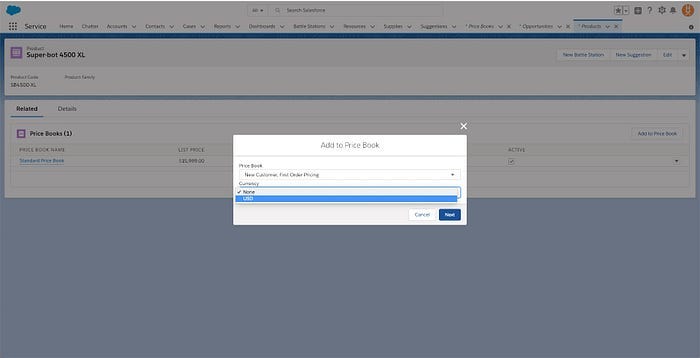 All
Search Salesforce
Service
Home
Chatter
Accounts
Contacts
Cases
Reports
Dashboards
Battle Stations
Resources
Supplies
Suggestions
* Price Books
* Opportunities
* Products
Product
Super-bot 4500 XL
New Battle Station
New Suggestion
Edit
Product Code
Product Family
SB4500-XL
Related
Details
Price Books (1)
Add to Price Book
PRICE BOOK NAME
LIST PRICE
ACTIVE
Standard Price Book
Add to Price Book
Price Book
New Customer, First Order Pricing
Currency
None
USD
Cancel
Next